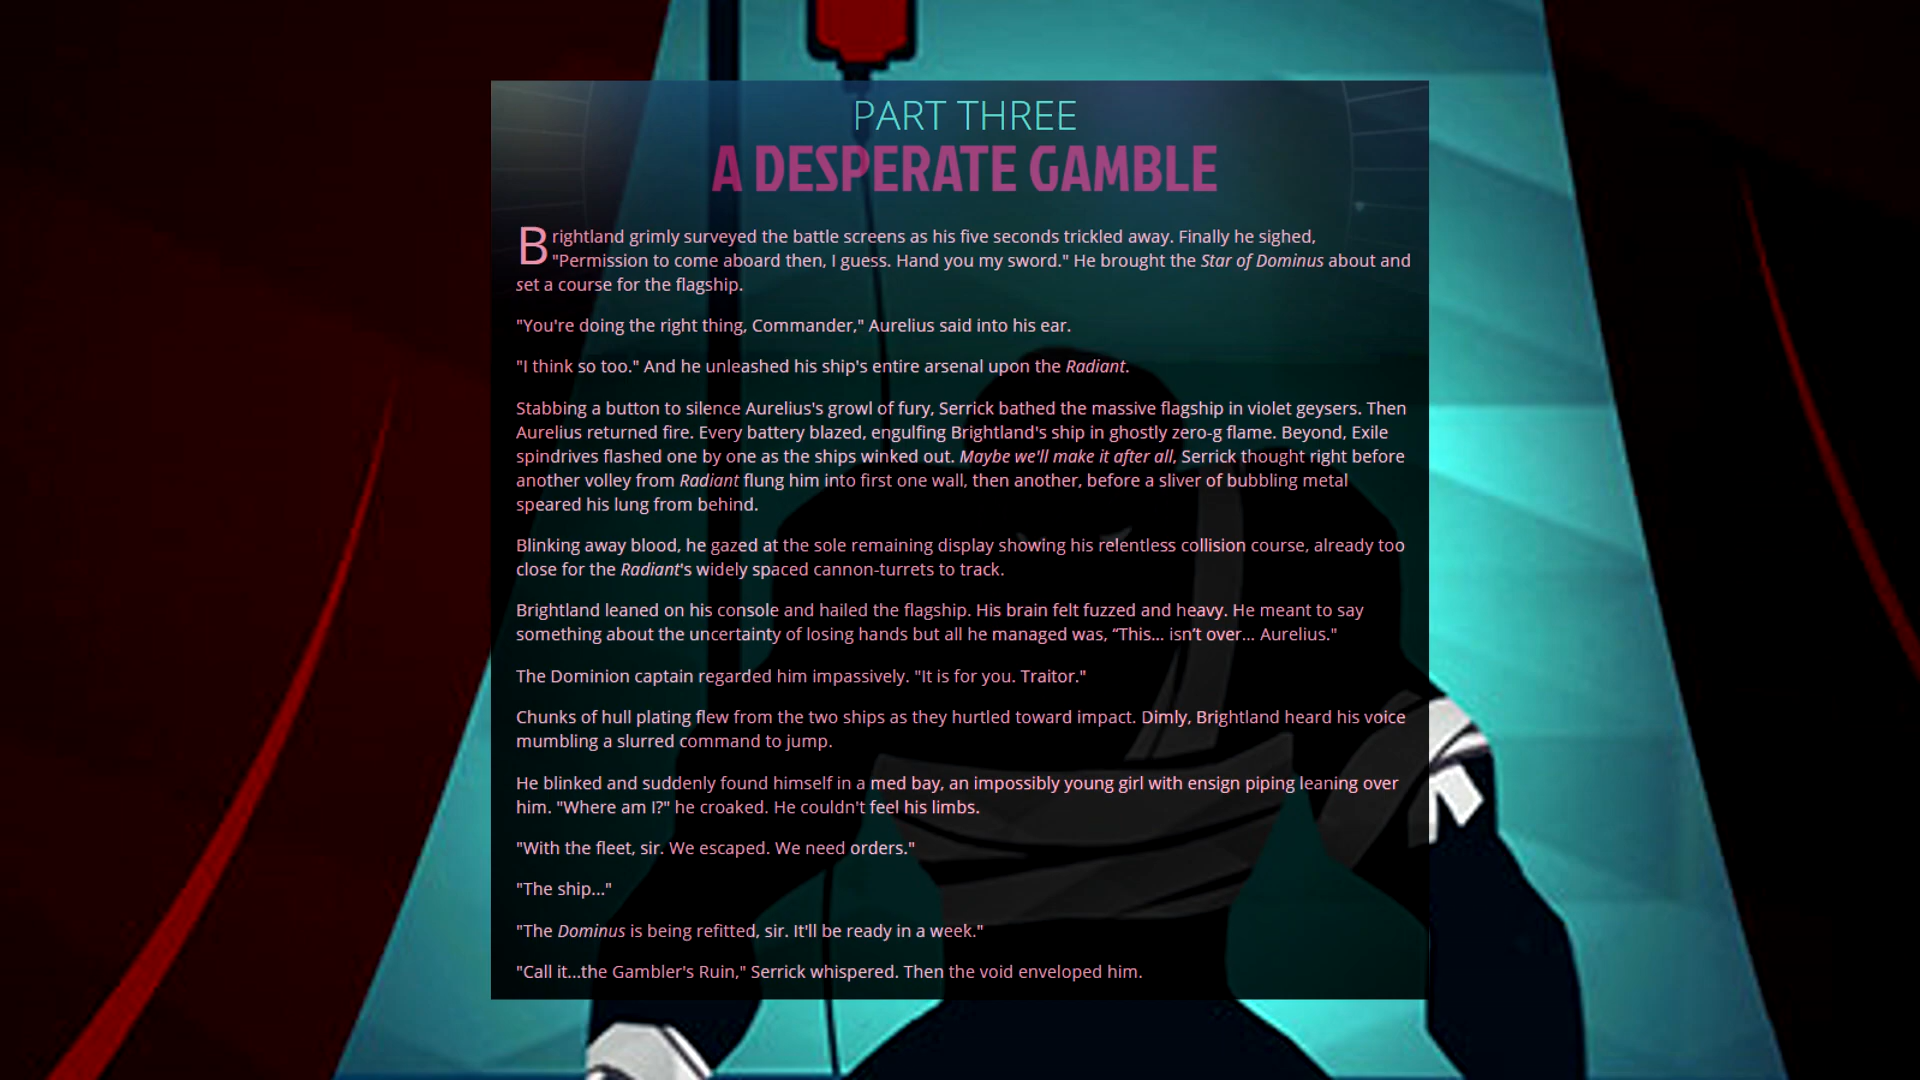 PART THREE
A DESPERATE GAMBLE
Brightland grimly surveyed the battle screens as his five seconds trickled away. Finally he sighed,
"Permission to come aboard then, I guess. Hand you my sword." He brought the Star of Dominus about and
set a course for the flagship.
"You're doing the right thing, Commander," Aurelius said into his ear.
"I think so too." And he unleashed his ship's entire arsenal upon the Radiant.
Stabbing a button to silence Aurelius's growl of fury, Serrick bathed the massive flagship in violet geysers. Then
Aurelius returned fire. Every battery blazed, engulfing Brightland's ship in ghostly zero-g flame. Beyond, Exile
spindrives flashed one by one as the ships winked out. Maybe we'll make it after all, Serrick thought right before
another volley from Radiant flung him into first one wall, then another, before a sliver of bubbling metal
speared his lung from behind.
Blinking away blood, he gazed at the sole remaining display showing his relentless collision course, already too
close for the Radiant's widely spaced cannon-turrets to track.
Brightland leaned on his console and hailed the flagship. His brain felt fuzzed and heavy. He meant to say
something about the uncertainty of losing hands but all he managed was, “This... isn’t over... Aurelius."
The Dominion captain regarded him impassively. "It is for you. Traitor."
Chunks of hull plating flew from the two ships as they hurtled toward impact. Dimly, Brightland heard his voice
mumbling a slurred command to jump.
He blinked and suddenly found himself in a med bay, an impossibly young girl with ensign piping leaning over
him. "Where am I?" he croaked. He couldn't feel his limbs.
"With the fleet, sir. We escaped. We need orders."
"The ship..."
"The Dominus is being refitted, sir. It'll be ready in a week."
"Call it...the Gambler's Ruin," Serrick whispered. Then the void enveloped him.